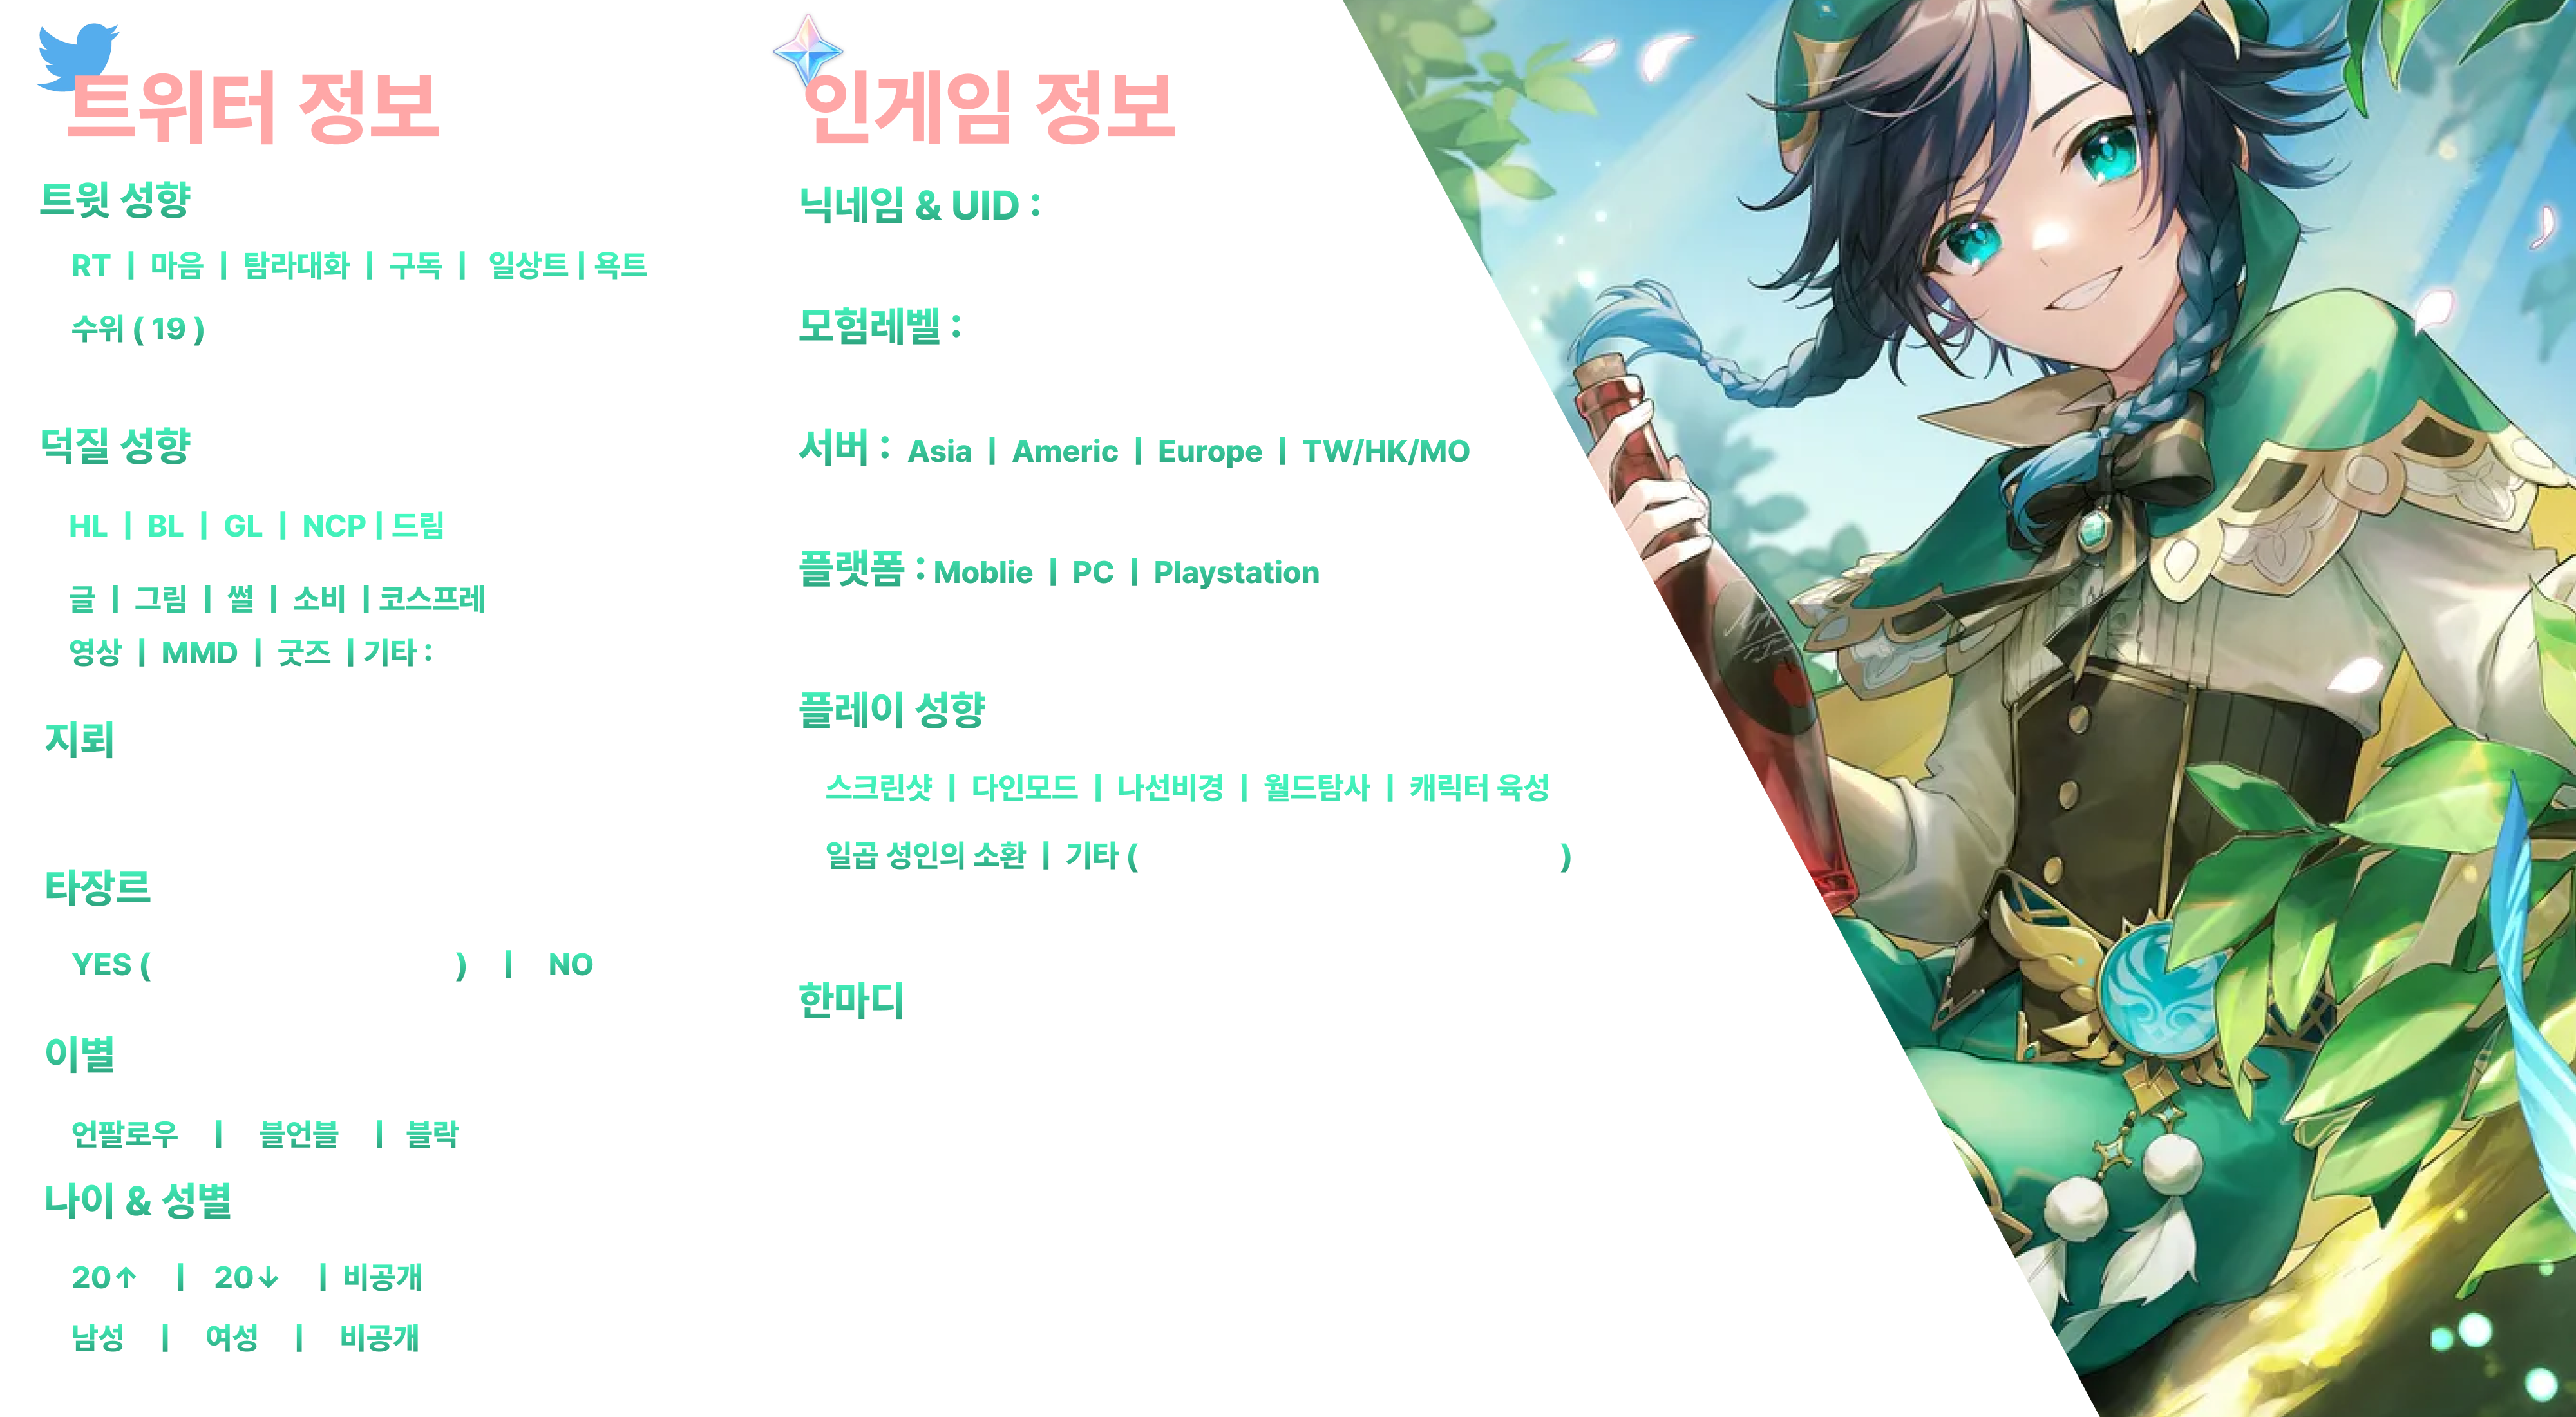 트위터 정보
트윗 성향
RT | 마음 | 탐라대화 | 구독 | 일상트 | 욕트
수위 ( 19 )
덕질 성향
HL | BL | GL | NCP | 드림
글 | 그림 | 썰 | 소비 | 코스프레
영상 | MMD | 굿즈 | 기타 :
지뢰
타장르
YES ( ) | NO
이별
언팔로우 | 블언블 | 블락
나이 & 성별
20↑ | 20↓ | 비공개
남성 | 여성 | 비공개
인게임 정보
닉네임 & UID :
모험레벨 :
서버 : Asia | Americ | Europe | TW/HK/MO
플랫폼 : Moblie | PC | Playstation
플레이 성향
스크린샷 | 다인모드 | 나선비경 | 월드탐사 | 캐릭터 육성
일곱 성인의 소환 | 기타 ( )
한마디